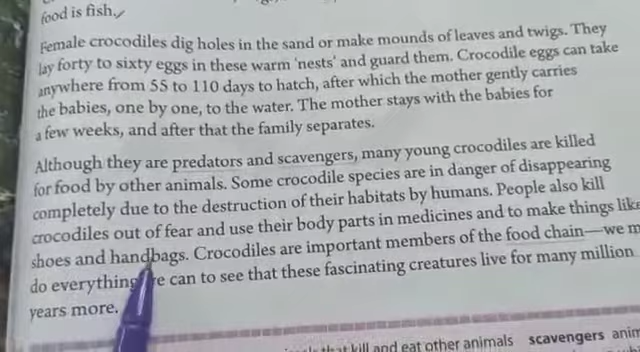 food is fish.
Female crocodiles dig holes in the sand or make mounds of leaves and twigs. They
lay forty to sixty eggs in these warm 'nests' and guard them. Crocodile eggs can take
anywhere from 55 to 110 days to hatch, after which the mother gently carries
the babies, one by one, to the water. The mother stays with the babies for
a few weeks, and after that the family separates.
Although they are predators and scavengers, many young crocodiles are killed
for food by other animals. Some crocodile species are in danger of disappearing
completely due to the destruction of their habitats by humans. People also kill
crocodiles out of fear and use their body parts in medicines and to make things like
shoes and handbags. Crocodiles are important members of the food chain—we
do everything can to see that these fascinating creatures live for many million
years more.
kill and eat other animals scavengers